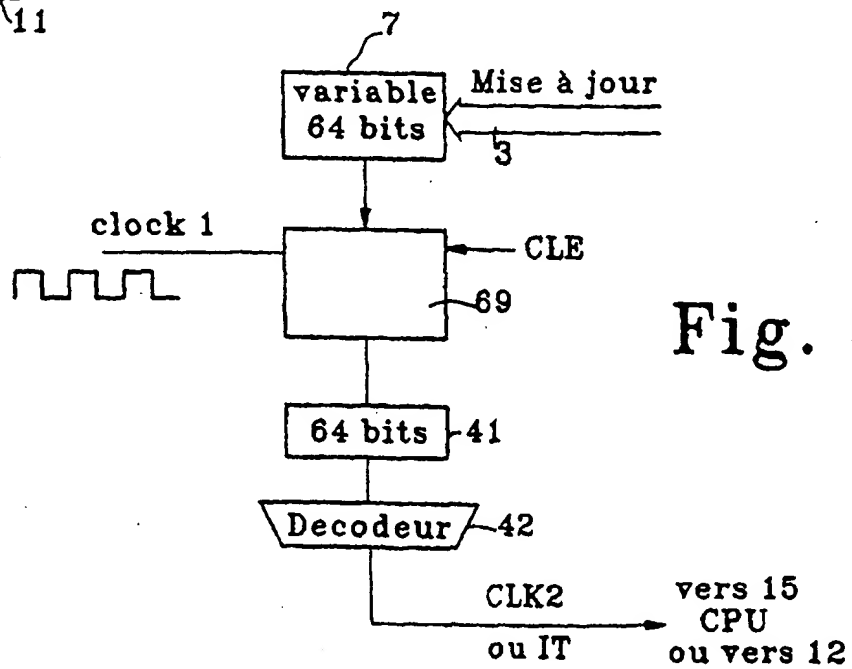 11
7
variable
64 bits
Mise à jour
3
clock 1
CLE
69
Fig.
64 bits
41
Decodeur
42
CLK2
ou IT
vers 15
CPU
ou vers 12